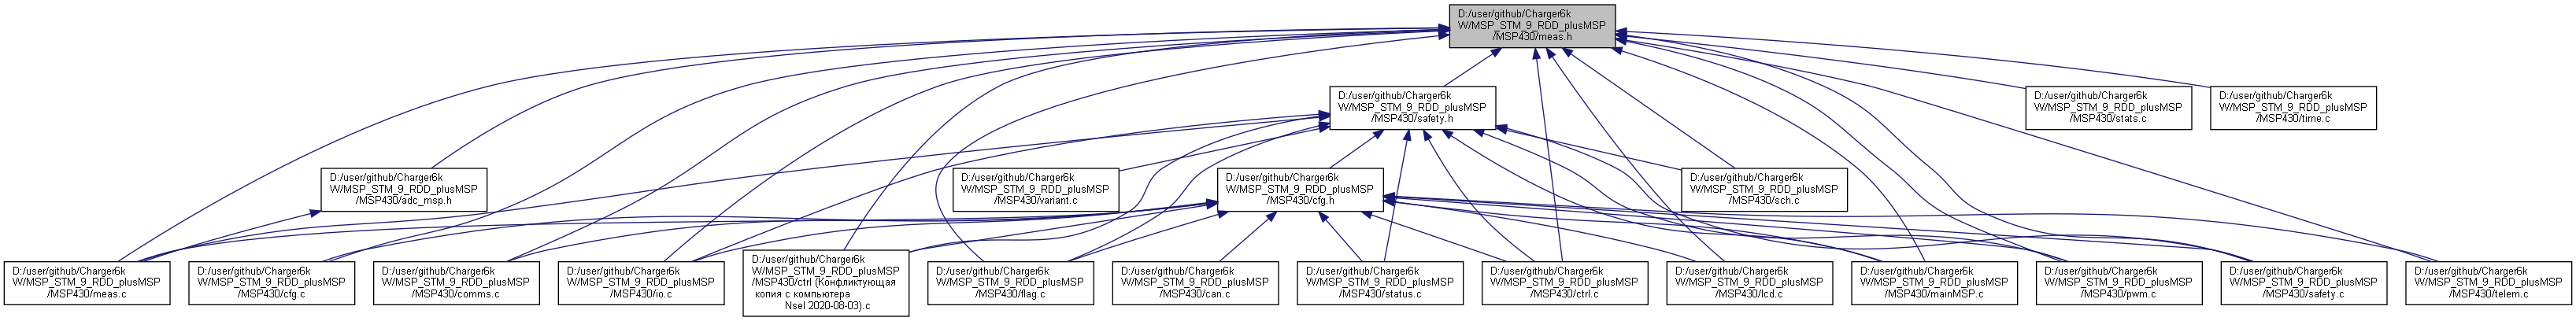 D:/user/github/Charger6k
W/MSP_STM_9_RDD_plusMSP
/MSP430/meas.h
D:/user/github/Charger6k
W/MSP_STM_9_RDD_plusMSP
/MSP430/safety.h
D:/user/github/Charger6k
W/MSP_STM_9_RDD_plusMSP
/MSP430/stats.c
D:/user/github/Charger6k
W/MSP_STM_9_RDD_plusMSP
/MSP430/time.c
D:/user/github/Charger6k
W/MSP_STM_9_RDD_plusMSP
/MSP430/adc_msp.h
D:/user/github/Charger6k
W/MSP_STM_9_RDD_plusMSP
/MSP430/variant.c
D:/user/github/Charger6k
W/MSP_STM_9_RDD_plusMSP
/MSP430/cfg.h
D:/user/github/Charger6k
W/MSP_STM_9_RDD_plusMSP
/MSP430/sch.c
D:/user/github/Charger6k
W/MSP_STM_9_RDD_plusMSP
/MSP430/meas.c
D:/user/github/Charger6k
W/MSP_STM_9_RDD_plusMSP
/MSP430/cfg.c
D:/user/github/Charger6k
W/MSP_STM_9_RDD_plusMSP
/MSP430/comms.c
D:/user/github/Charger6k
W/MSP_STM_9_RDD_plusMSP
/MSP430/io.c
D:/user/github/Charger6k
W/MSP_STM_9_RDD_plusMSP
/MSP430/ctrl (Конфликтующая
копия с компьютера
Nsel 2020-08-03).c
D:/user/github/Charger6k
W/MSP_STM_9_RDD_plusMSP
/MSP430/flag.c
D:/user/github/Charger6k
W/MSP_STM_9_RDD_plusMSP
/MSP430/can.c
D:/user/github/Charger6k
W/MSP_STM_9_RDD_plusMSP
/MSP430/status.c
D:/user/github/Charger6k
W/MSP_STM_9_RDD_plusMSP
/MSP430/ctrl.c
D:/user/github/Charger6k
W/MSP_STM_9_RDD_plusMSP
/MSP430/lcd.c
D:/user/github/Charger6k
W/MSP_STM_9_RDD_plusMSP
/MSP430/mainMSP.c
D:/user/github/Charger6k
W/MSP_STM_9_RDD_plusMSP
/MSP430/pwm.c
D:/user/github/Charger6k
W/MSP_STM_9_RDD_plusMSP
/MSP430/safety.c
D:/user/github/Charger6k
W/MSP_STM_9_RDD_plusMSP
/MSP430/telem.c